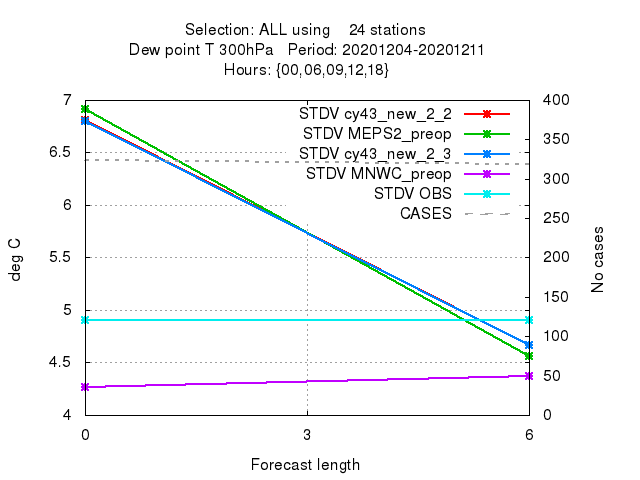 Selection: ALL using    24 stations
Dew point T 300hPa   Period: 20201204-20201211
Hours: {00,06,09,12,18}
7 400
STDV cy43_new_2_2
350
STDV MEPS2_preop
6.5
STDV cy43_new_2_3
300
STDV MNWC_preop
STDV OBS
6
CASES
250
5.5 200
deg C
No cases
5 150
100
4.5
50
4 0
0 3 6
Forecast length